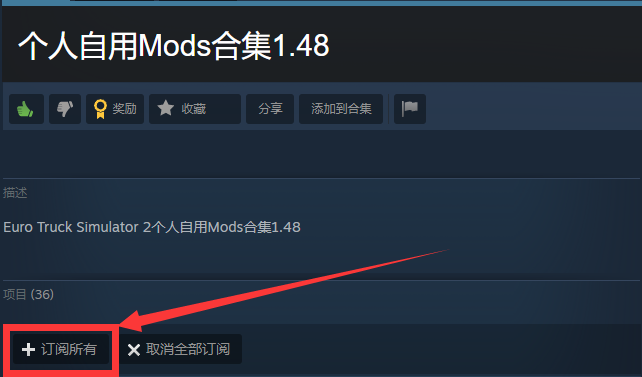 个人自用Mods合集1.48
奖励 收藏 分享 添加到合集
描述
Euro Truck Simulator 2个人自用Mods合集1.48
项目 (36)
订阅所有 取消全部订阅